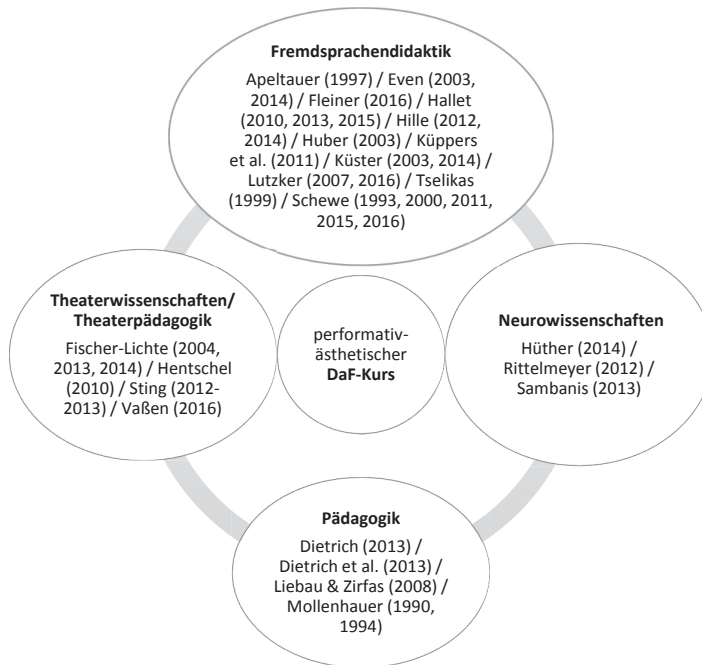 Fremdsprachendidaktik
Apeltauer (1997) / Even (2003,
2014) / Fleiner (2016) / Hallet
(2010, 2013, 2015) / Hille (2012,
2014) / Huber (2003) / Küppers
et al. (2011) / Küster (2003, 2014) /
Lutzker (2007, 2016) / Tselikas
(1999) / Schewe (1993, 2000, 2011,
2015, 2016)
Theaterwissenschaften/
Theaterpädagogik
Fischer-Lichte (2004,
2013, 2014) / Hentschel
(2010) / Sting (2012-
2013) / Vaßen (2016)
performativ-
ästhetischer
DaF-Kurs
Neurowissenschaften
Hüther (2014) /
Rittelmeyer (2012) /
Sambanis (2013)
Pädagogik
Dietrich (2013) /
Dietrich et al. (2013) /
Liebau & Zirfas (2008) /
Mollenhauer (1990,
1994)